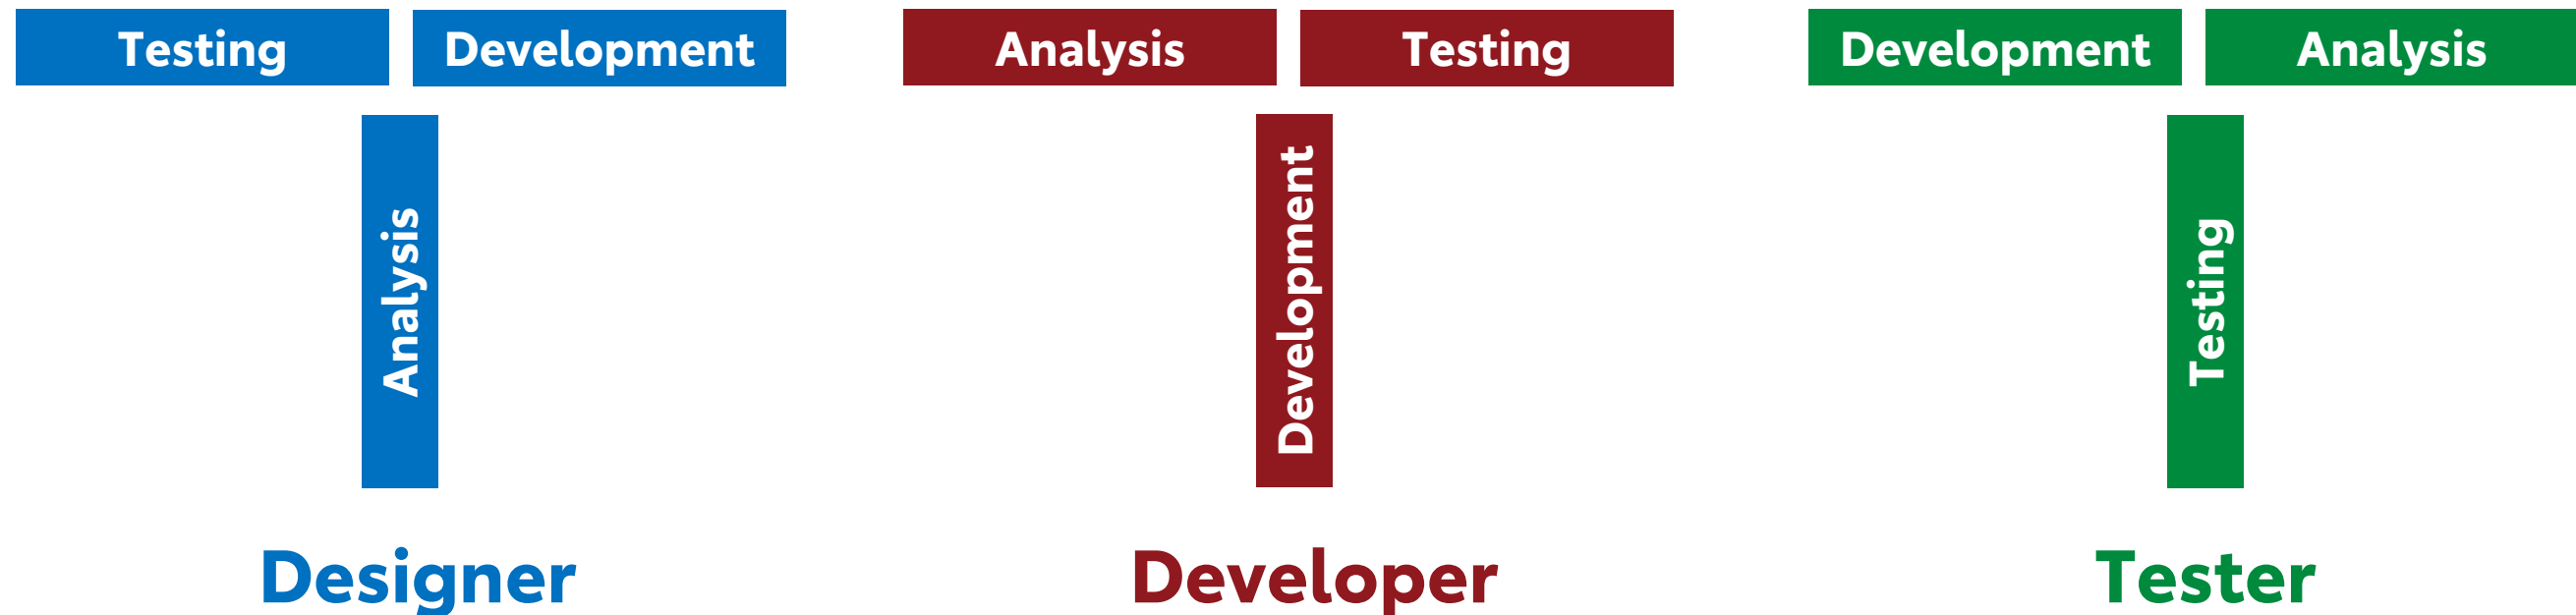 Testing
Development
Analysis
Designer
Analysis
Testing
Development
Developer
Development
Analysis
Testing
Tester